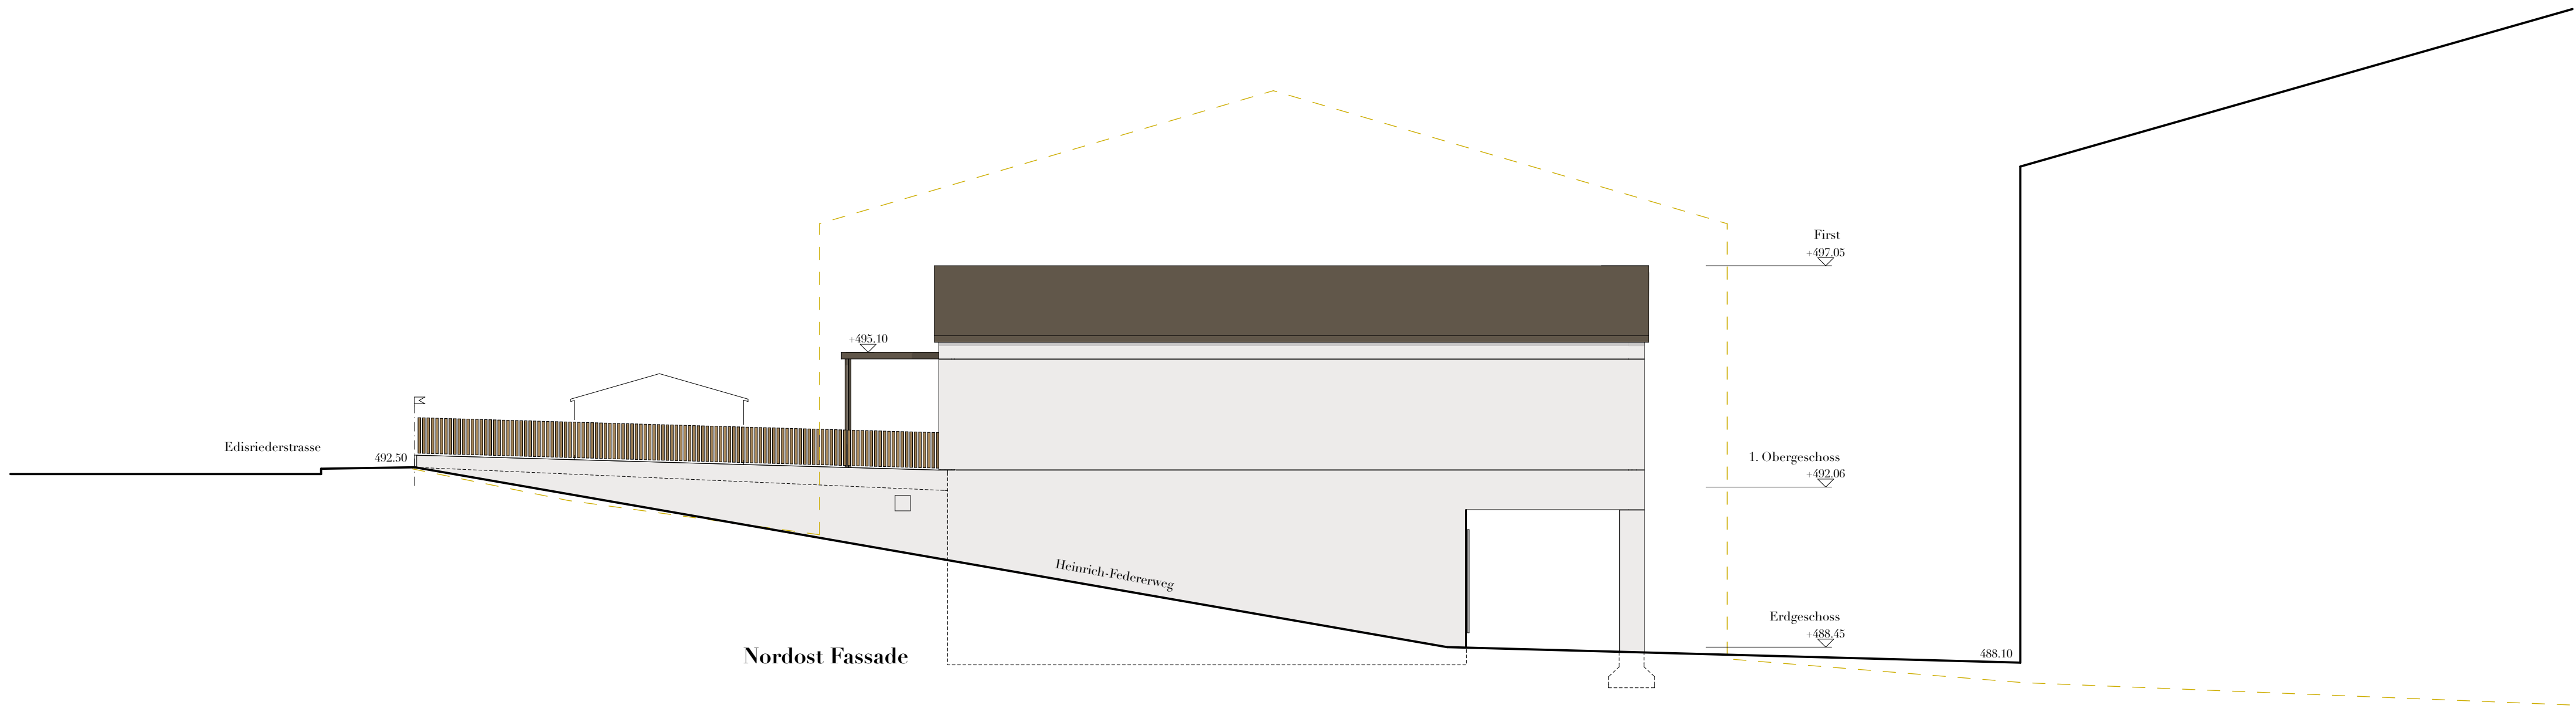 First
+497.05
+495.10
Edisriederstrasse
492.50
1. Obergeschoss
+492.06
Heinrich-Federerweg
Erdgeschoss
+488.45
488.10
Nordost Fassade